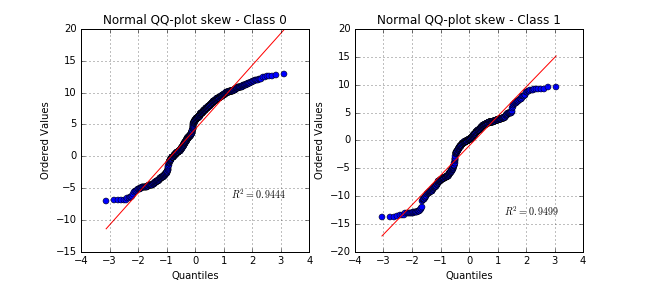 Normal QQ-plot skew - Class 0
20
15
10
5
0
−5
−10
−15
Ordered Values
R² = 0.9444
−4 −3 −2 −1 0 1 2 3 4
Quantiles
Normal QQ-plot skew - Class 1
20
15
10
5
0
−5
−10
−15
−20
Ordered Values
R² = 0.9499
−4 −3 −2 −1 0 1 2 3 4
Quantiles